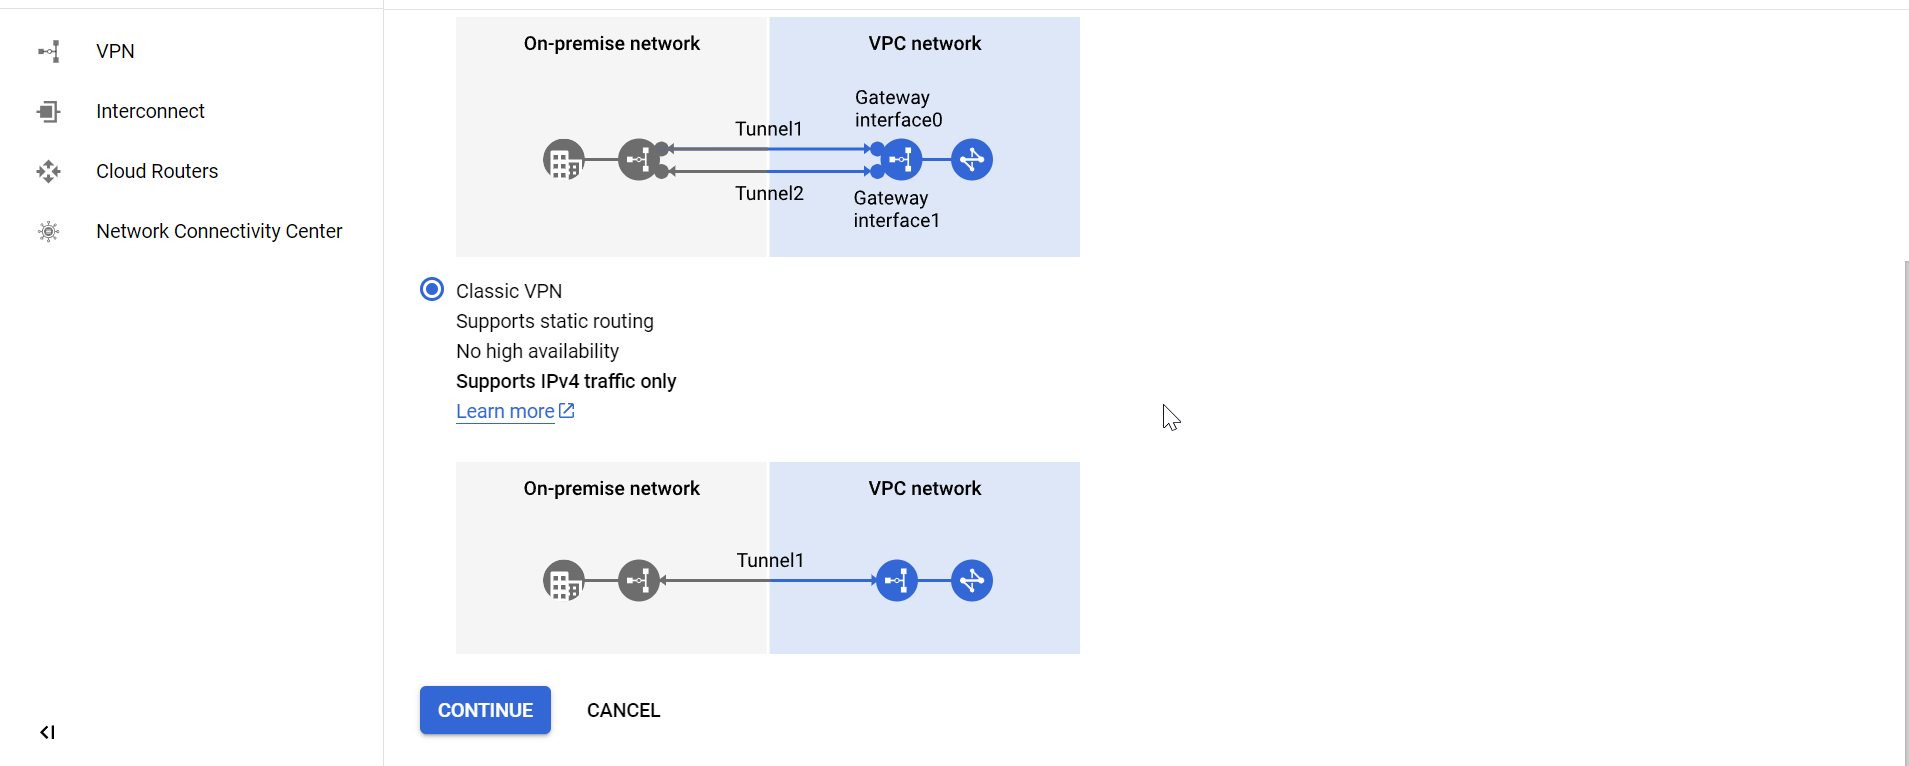 VPN
Interconnect
Cloud Routers
Network Connectivity Center
On-premise network
VPC network
Gateway
interface0
Tunnel1
Tunnel2
Gateway
interface1
Classic VPN
Supports static routing
No high availability
Supports IPv4 traffic only
Learn more
On-premise network
VPC network
Tunnel1
CONTINUE
CANCEL